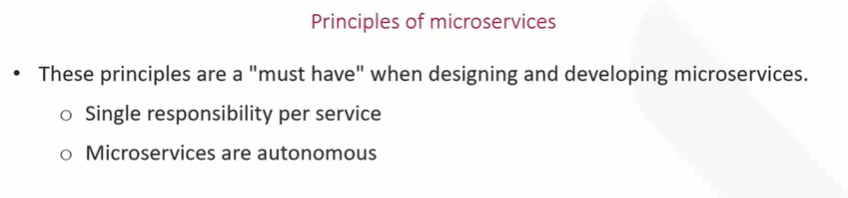 Principles of microservices
• These principles are a "must have" when designing and developing microservices.
o Single responsibility per service
o Microservices are autonomous